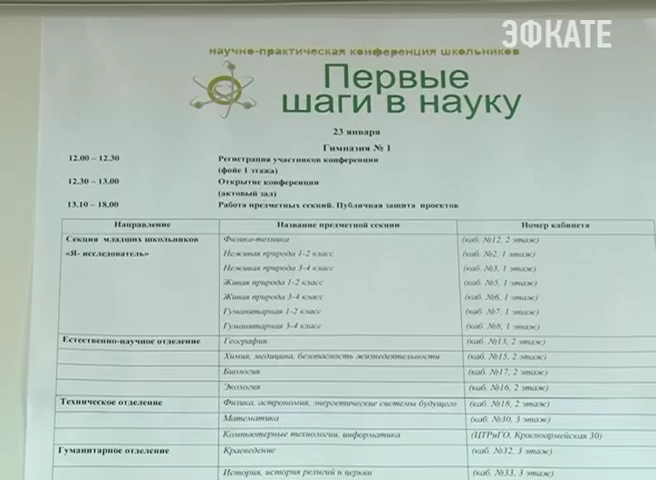 ЭФКАТЕ
научно-практическая конференция школьников
Первые
шаги в науку
23 января
Гимназия № 1
12.00 – 12.30 Регистрация участников конференции
(фойе 1 этажа)
12.30 – 13.00 Открытие конференции
(актовый зал)
13.10 – 18.00 Работа предметных секций. Публичная защита проектов
Направление Название предметной секции Номер кабинета
Секция младших школьников Физика-техника (каб. №12, 2 этаж)
«Я- исследователь» Неживая природа 1-2 класс (каб. №2, 1 этаж)
Неживая природа 3-4 класс (каб. №3, 1 этаж)
Живая природа 1-2 класс (каб. №5, 1 этаж)
Живая природа 3-4 класс (каб. №6, 1 этаж)
Гуманитарная 1-2 класс (каб. №7, 1 этаж)
Гуманитарная 3-4 класс (каб. №8, 1 этаж)
Естественно-научное отделение География (каб. №13, 2 этаж)
Химия, медицина, безопасность жизнедеятельности (каб. №15, 2 этаж)
Биология (каб. №17, 2 этаж)
Экология (каб. №16, 2 этаж)
Техническое отделение Физика, астрономия, энергетические системы будущего (каб. №18, 2 этаж)
Математика (каб. №30, 3 этаж)
Компьютерные технологии, информатика (ЦТРиГО, Красноармейская 30)
Гуманитарное отделение Краеведение (каб. №32, 3 этаж)
История, история религий и церкви (каб. №33, 3 этаж)